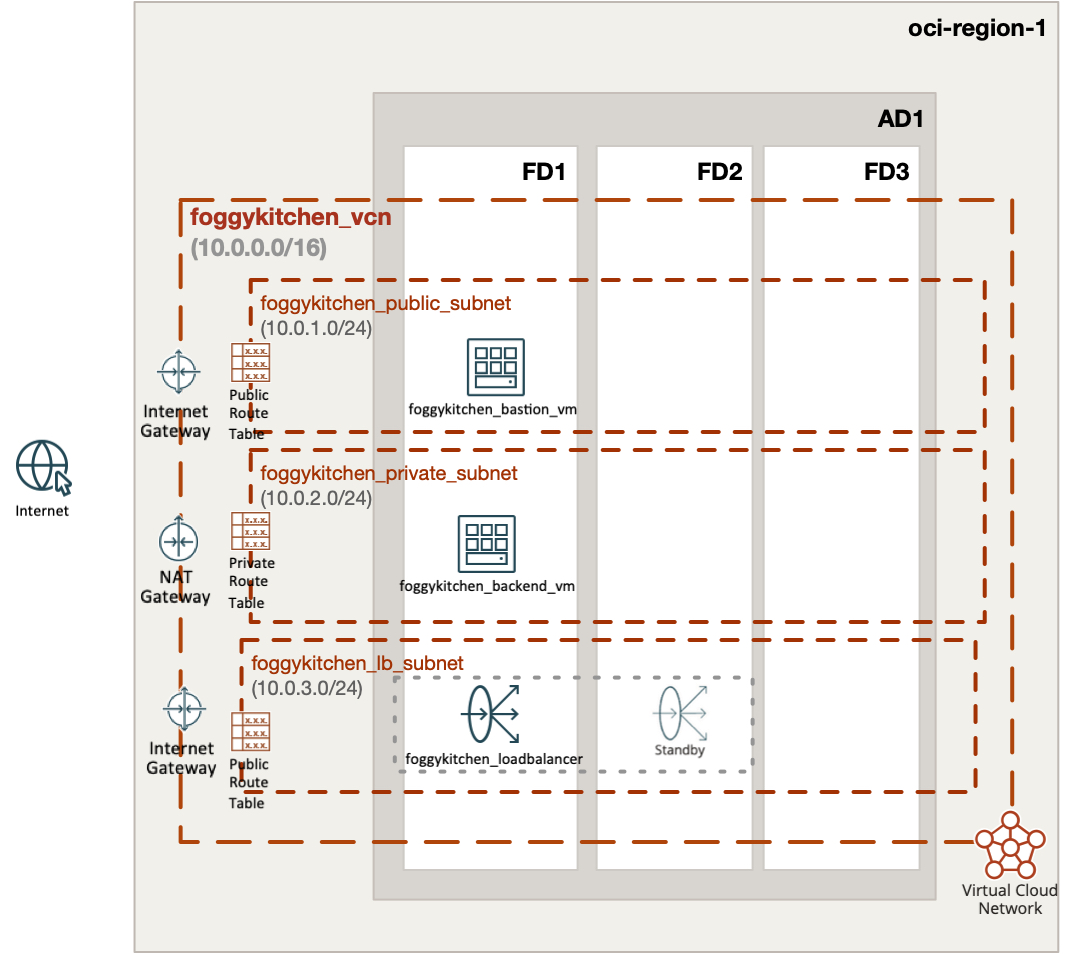 oci-region-1
AD1
FD1
FD2
FD3
foggykitchen_vcn
(10.0.0.0/16)
foggykitchen_public_subnet
(10.0.1.0/24)
Internet
Gateway
Public
Route
Table
foggykitchen_bastion_vm
Internet
foggykitchen_private_subnet
(10.0.2.0/24)
NAT
Gateway
Private
Route
Table
foggykitchen_backend_vm
foggykitchen_lb_subnet
(10.0.3.0/24)
Internet
Gateway
Public
Route
Table
foggykitchen_loadbalancer
Standby
Virtual Cloud
Network